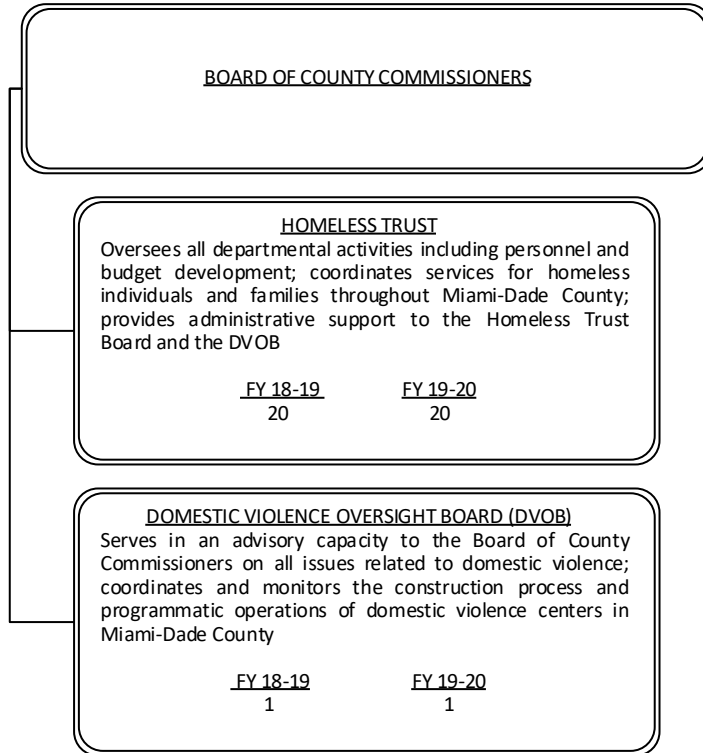 BOARD OF COUNTY COMMISSIONERS
HOMELESS TRUST
Oversees all departmental activities including personnel and
budget development; coordinates services for homeless
individuals and families throughout Miami-Dade County;
provides administrative support to the Homeless Trust
Board and the DVOB
FY 18-19 FY 19-20
20 20
DOMESTIC VIOLENCE OVERSIGHT BOARD (DVOB)
Serves in an advisory capacity to the Board of County
Commissioners on all issues related to domestic violence;
coordinates and monitors the construction process and
programmatic operations of domestic violence centers in
Miami-Dade County
FY 18-19 FY 19-20
1 1